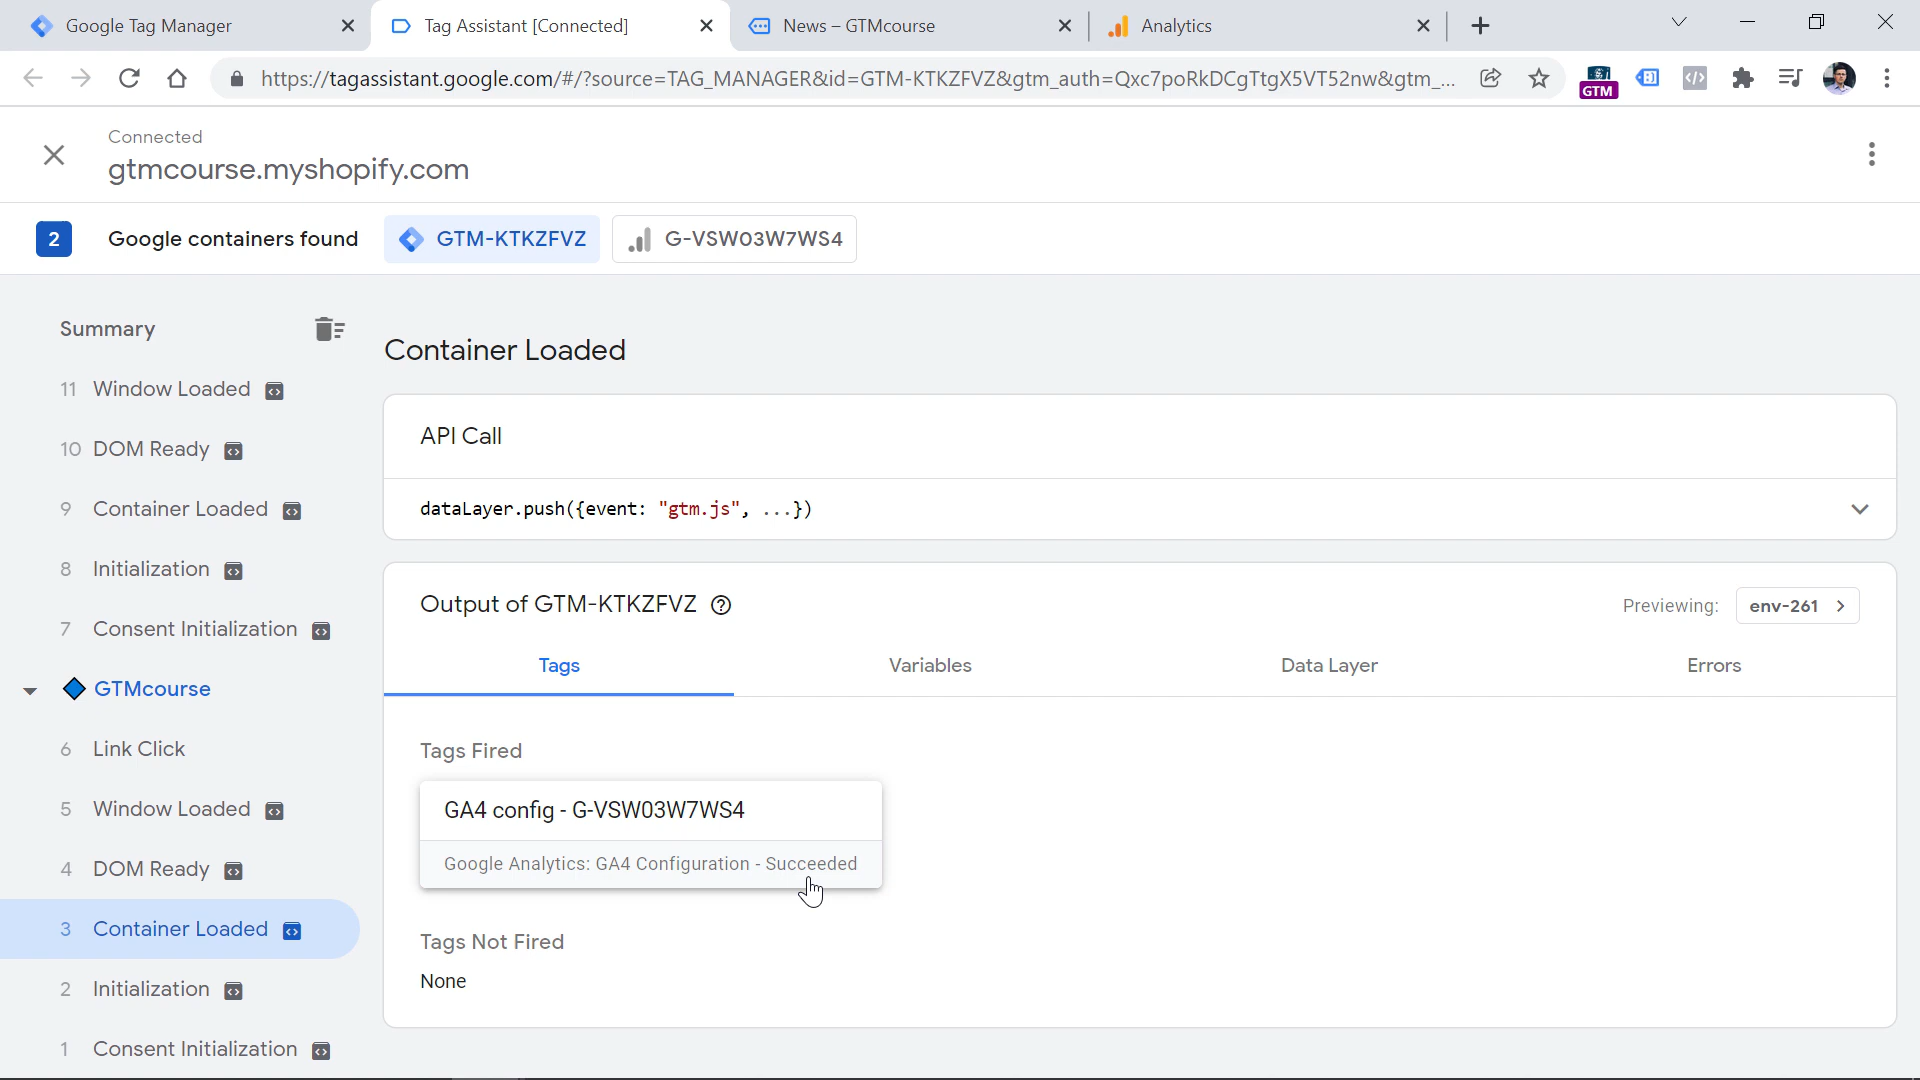 Google Tag Manager
Tag Assistant [Connected]
News – GTMcourse
Analytics
https://tagassistant.google.com/#/?source=TAG_MANAGER&id=GTM-KTKZFVZ&gtm_auth=Qxc7poRkDCgTtgX5VT52nw&gtm_...
GTM
Connected
gtmcourse.myshopify.com
2 Google containers found GTM-KTKZFVZ G-VSW03W7WS4
Summary
11 Window Loaded
10 DOM Ready
9 Container Loaded
8 Initialization
7 Consent Initialization
GTMcourse
6 Link Click
5 Window Loaded
4 DOM Ready
3 Container Loaded
2 Initialization
1 Consent Initialization
Container Loaded
API Call
dataLayer.push({event: "gtm.js", ...})
Output of GTM-KTKZFVZ
Previewing: env-261
Tags Variables Data Layer Errors
Tags Fired
GA4 config - G-VSW03W7WS4
Google Analytics: GA4 Configuration - Succeeded
Tags Not Fired
None